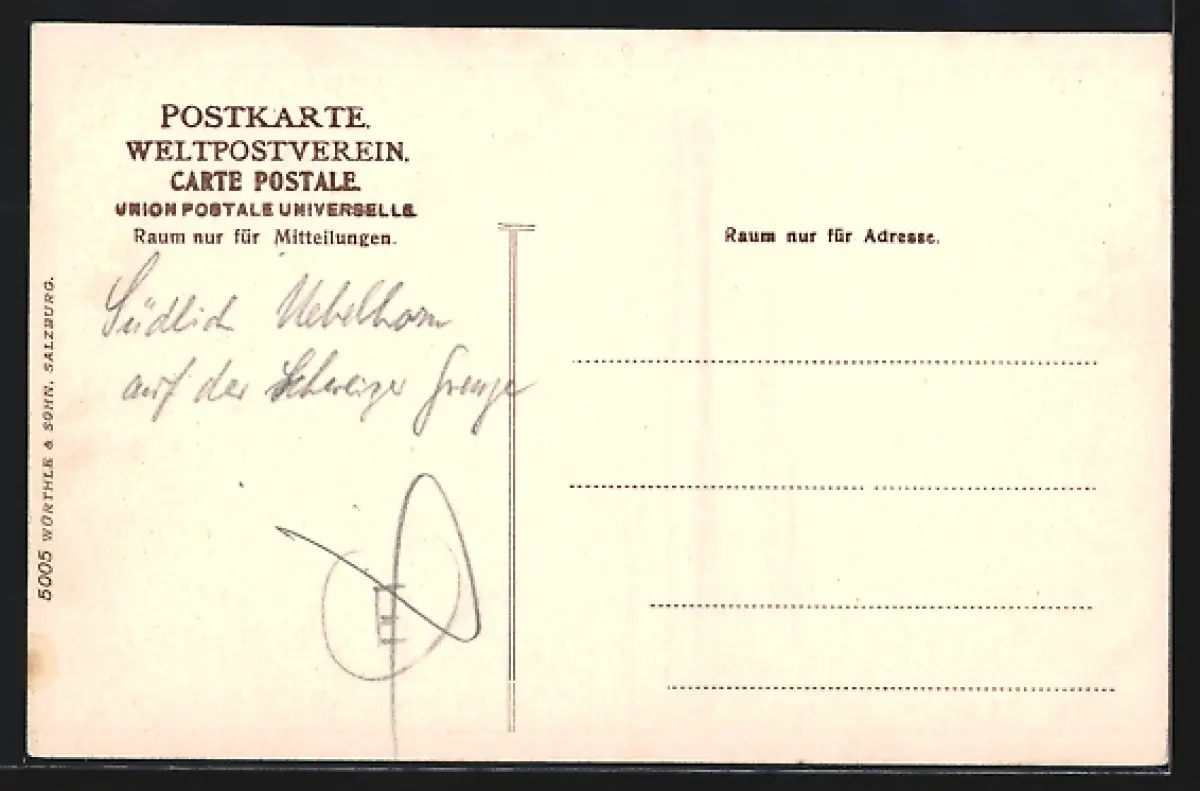 POSTKARTE.
WELTPOSTVEREIN.
CARTE POSTALE.
UNION POSTALE UNIVERSELLE.
Raum nur für Mitteilungen.
Raum nur für Adresse.
Südlich Uebelhorn
auf der Schweizer Grenze
5005 WÜRTHLE & SOHN. SALZBURG.